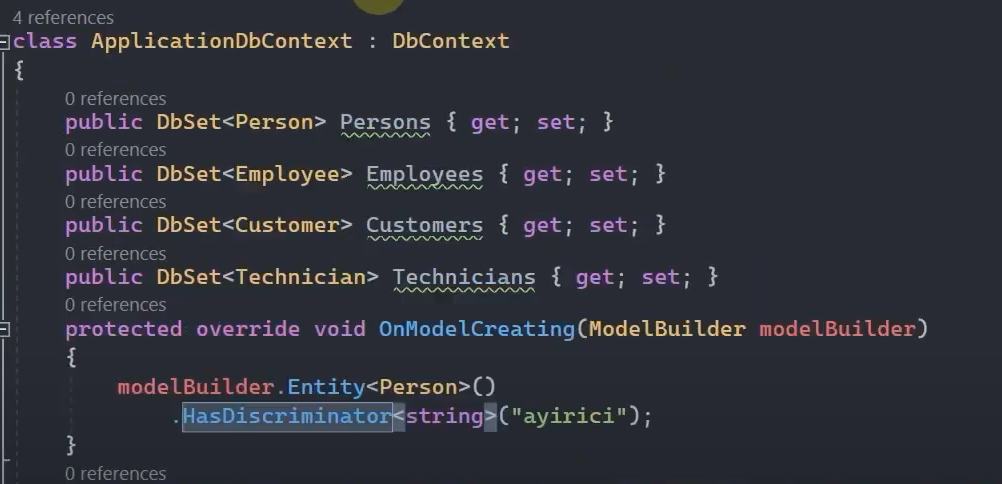 4 references
class ApplicationDbContext : DbContext
{
0 references
public DbSet<Person> Persons { get; set; }
0 references
public DbSet<Employee> Employees { get; set; }
0 references
public DbSet<Customer> Customers { get; set; }
0 references
public DbSet<Technician> Technicians { get; set; }
0 references
protected override void OnModelCreating(ModelBuilder modelBuilder)
{
modelBuilder.Entity<Person>()
.HasDiscriminator<string>("ayirici");
}
0 references